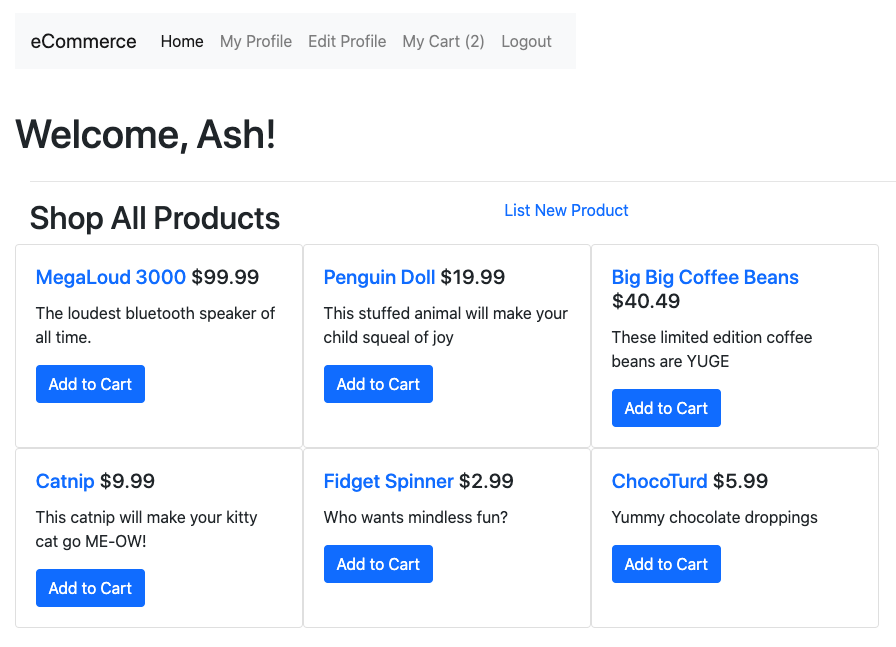 eCommerce Home My Profile Edit Profile My Cart (2) Logout
Welcome, Ash!
Shop All Products
List New Product
MegaLoud 3000 $99.99
The loudest bluetooth speaker of
all time.
Add to Cart
Penguin Doll $19.99
This stuffed animal will make your
child squeal of joy
Add to Cart
Big Big Coffee Beans
$40.49
These limited edition coffee
beans are YUGE
Add to Cart
Catnip $9.99
This catnip will make your kitty
cat go ME-OW!
Add to Cart
Fidget Spinner $2.99
Who wants mindless fun?
Add to Cart
ChocoTurd $5.99
Yummy chocolate droppings
Add to Cart